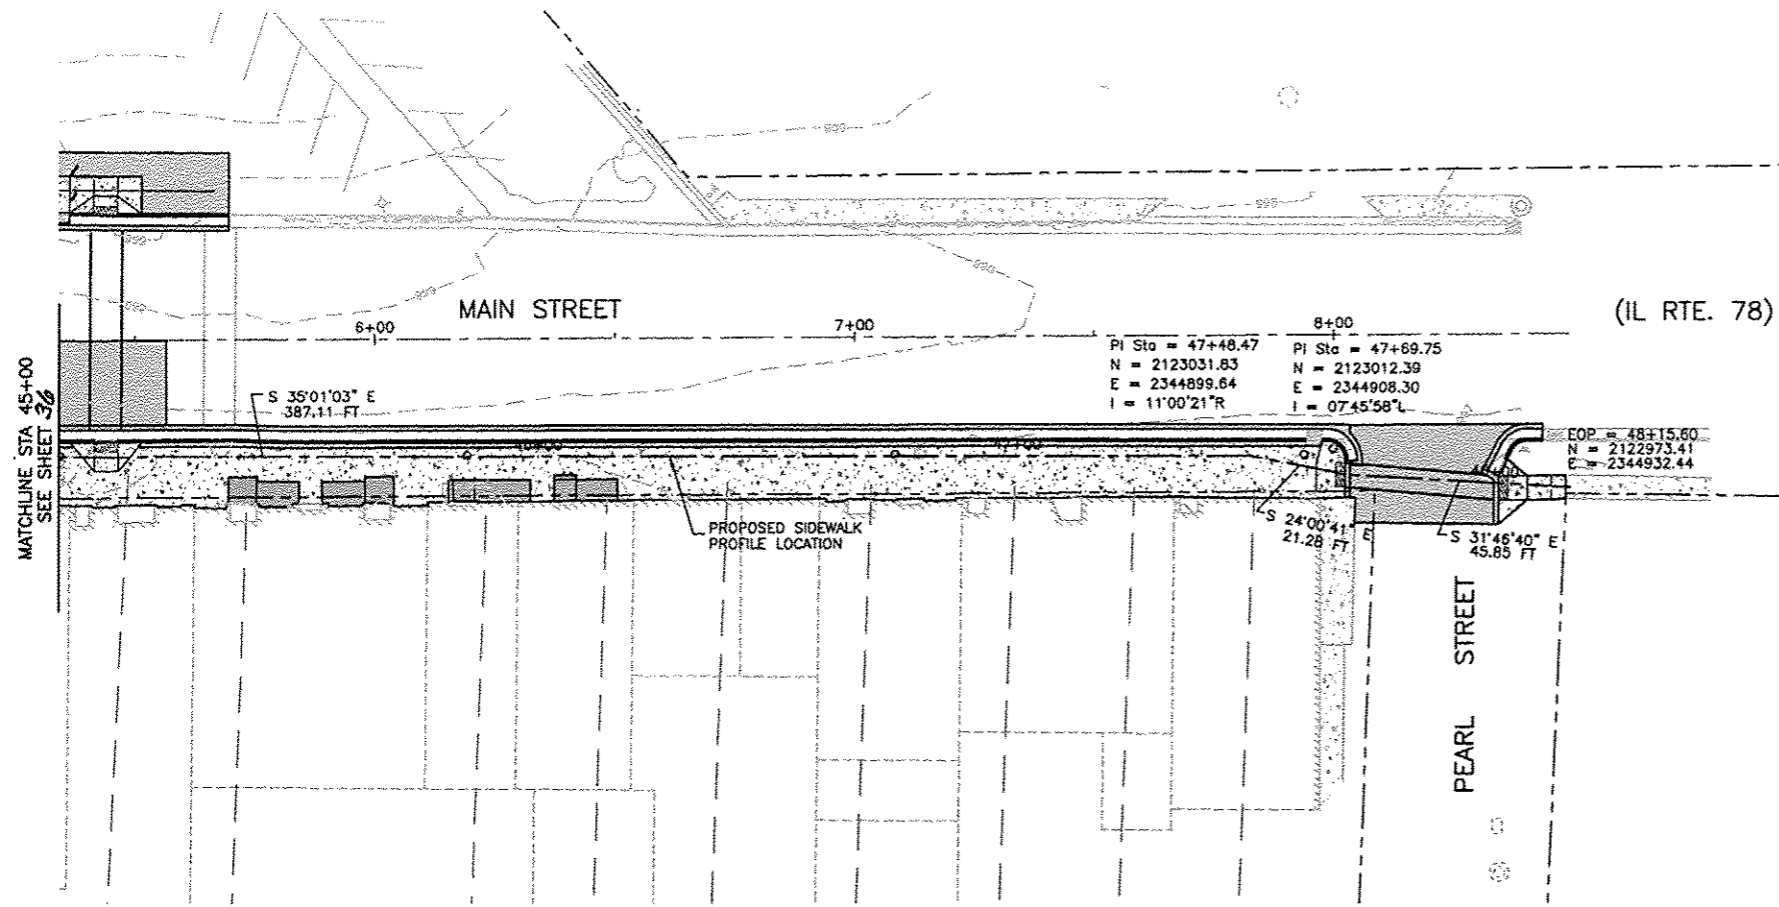 MAIN STREET
(IL RTE. 78)
6+00
7+00
8+00
PI Sta = 47+48.47
N = 2123031.83
E = 2344899.64
I = 11°00'21"R
PI Sta = 47+69.75
N = 2123012.39
E = 2344908.30
I = 07°45'58"L
MATCHLINE STA 45+00
SEE SHEET 36
S 35°01'03" E
387.11 FT
EOP = 48+15.60
N = 2122973.41
E = 2344932.44
PROPOSED SIDEWALK
PROFILE LOCATION
S 24°00'41" E
21.28 FT
S 31°46'40" E
45.85 FT
PEARL STREET